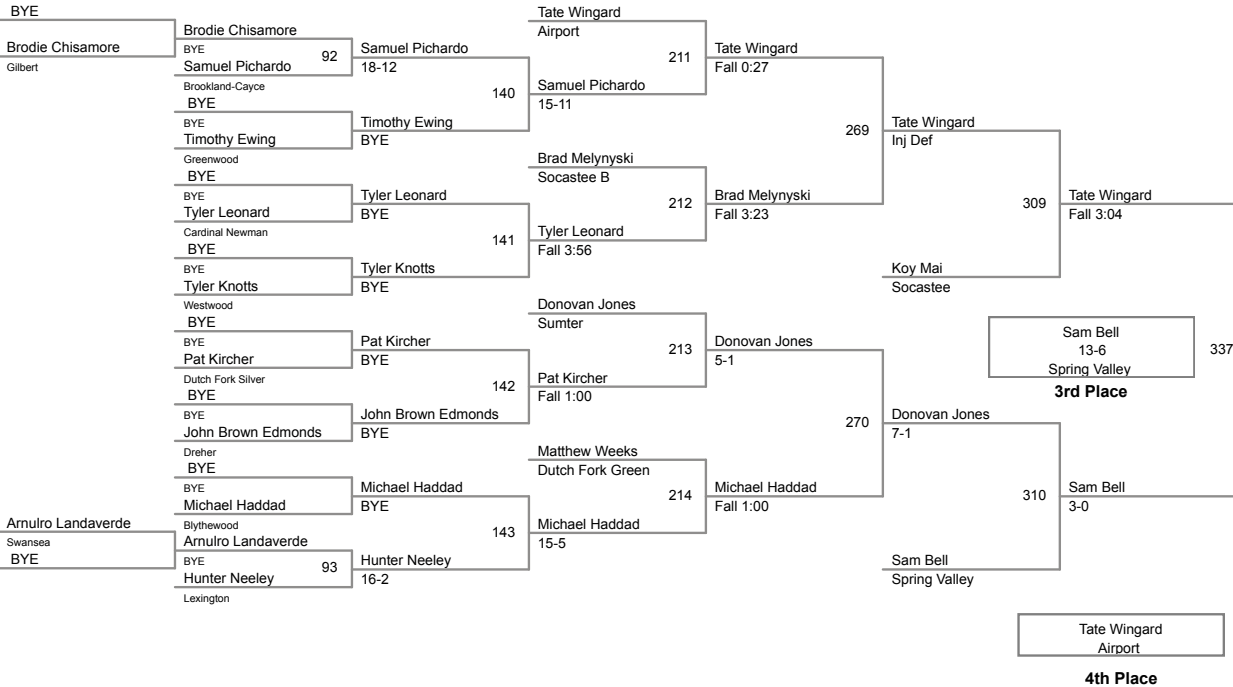 BYE
Brodie Chisamore
Gilbert
Arnulro Landaverde
Swansea
BYE
Brodie Chisamore
BYE
92
Samuel Pichardo
Brookland-Cayce
BYE
BYE
Timothy Ewing
Greenwood
BYE
BYE
Tyler Leonard
Cardinal Newman
BYE
BYE
Tyler Knotts
Westwood
BYE
BYE
Pat Kircher
Dutch Fork Silver
BYE
BYE
John Brown Edmonds
Dreher
BYE
BYE
Michael Haddad
Blythewood
Arnulro Landaverde
BYE
93
Hunter Neeley
Lexington
Samuel Pichardo
18-12
140
Timothy Ewing
BYE
Tyler Leonard
BYE
141
Tyler Knotts
BYE
Pat Kircher
BYE
142
John Brown Edmonds
BYE
Michael Haddad
BYE
143
Hunter Neeley
16-2
Tate Wingard
Airport
211
Samuel Pichardo
15-11
Brad Melynyski
Socastee B
212
Tyler Leonard
Fall 3:56
Donovan Jones
Sumter
213
Pat Kircher
Fall 1:00
Matthew Weeks
Dutch Fork Green
214
Michael Haddad
15-5
Tate Wingard
Fall 0:27
269
Brad Melynyski
Fall 3:23
Donovan Jones
5-1
270
Michael Haddad
Fall 1:00
Tate Wingard
Inj Def
309
Koy Mai
Socastee
Donovan Jones
7-1
310
Sam Bell
Spring Valley
Tate Wingard
Fall 3:04
Sam Bell
13-6
Spring Valley
337
3rd Place
Sam Bell
3-0
Tate Wingard
Airport
4th Place